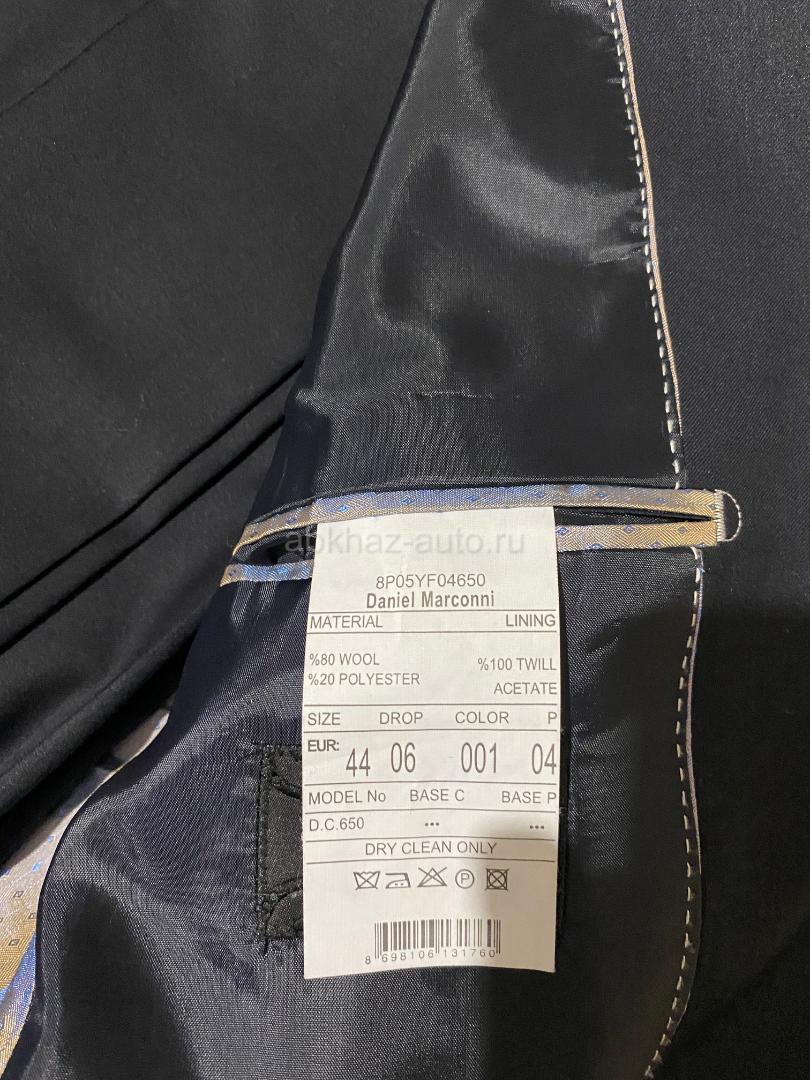 abkhaz-auto.ru
8P05YF04650
Daniel Marconni
MATERIAL LINING
%80 WOOL %100 TWILL
%20 POLYESTER ACETATE
SIZE DROP COLOR P
EUR: 44 06 001 04
MODEL No BASE C BASE P
D.C.650 ... ...
DRY CLEAN ONLY
P
8 698106 131760